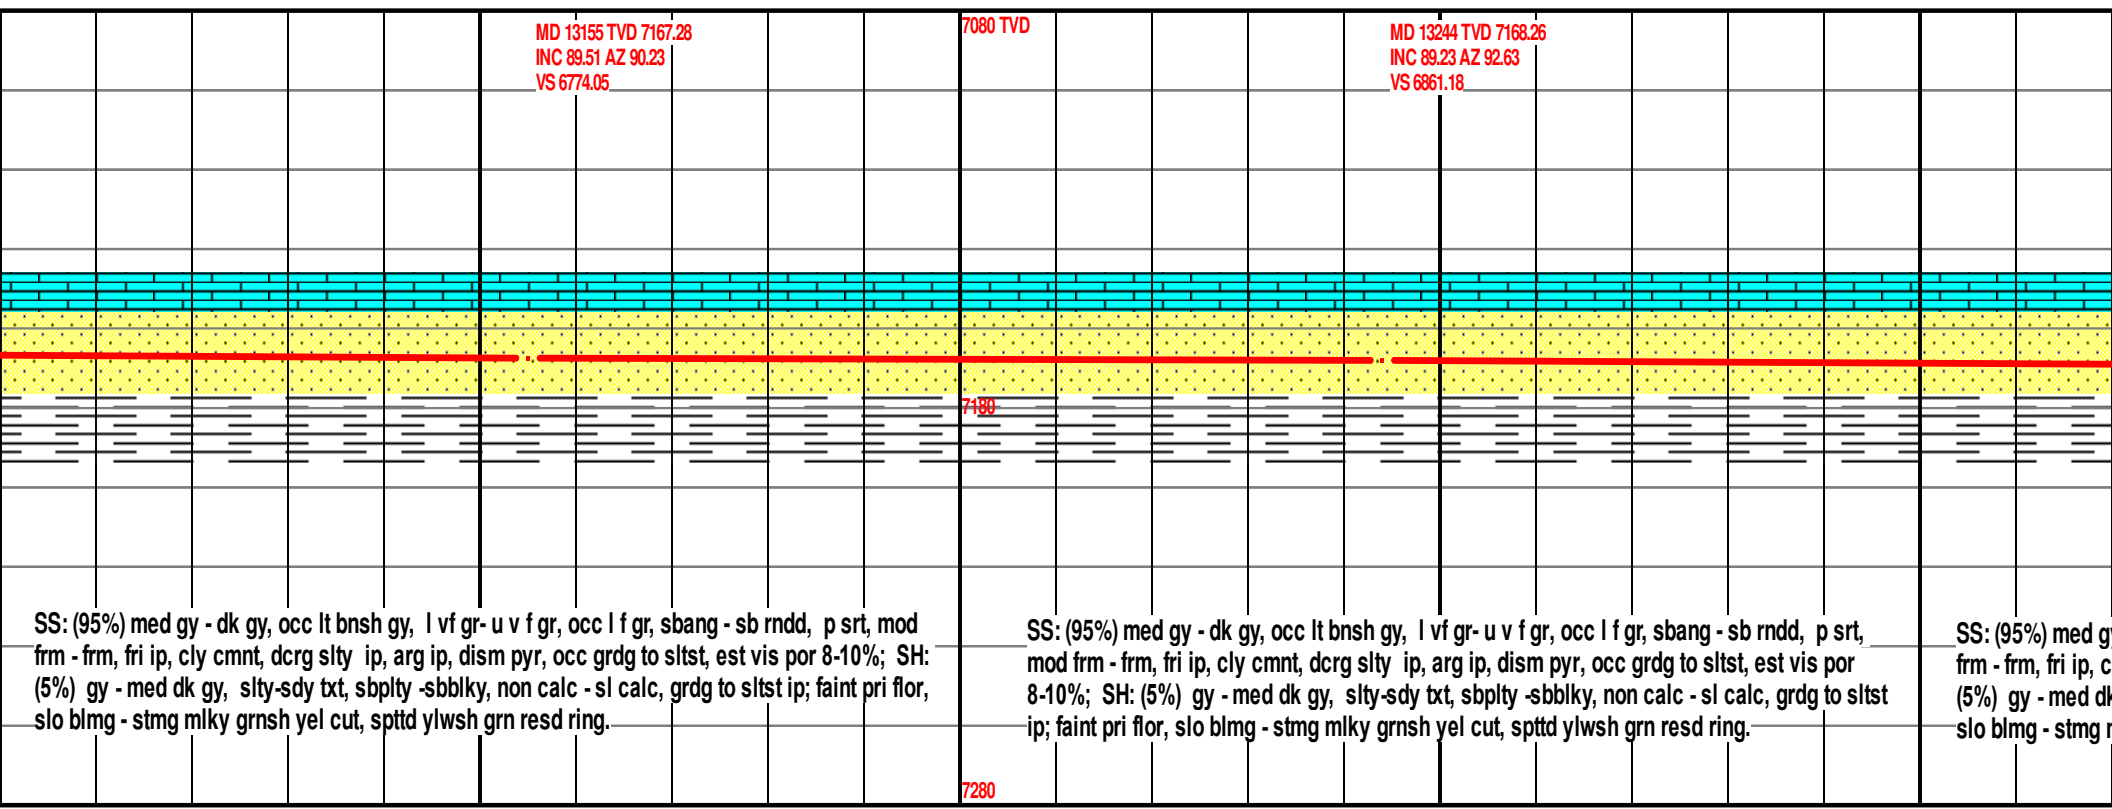 MD 13155 TVD 7167.28
INC 89.51 AZ 90.23
VS 6774.05
7080 TVD
MD 13244 TVD 7168.26
INC 89.23 AZ 92.63
VS 6861.18
7180
SS: (95%) med gy - dk gy, occ lt bnsh gy, l vf gr- u v f gr, occ l f gr, sbang - sb rndd, p srt, mod
frm - frm, fri ip, cly cmnt, dcrg slty ip, arg ip, dism pyr, occ grdg to sltst, est vis por 8-10%; SH:
(5%) gy - med dk gy, slty-sdy txt, sbplty -sbblky, non calc - sl calc, grdg to sltst ip; faint pri flor,
slo blmg - stmg mlky grnsh yel cut, spttd ylwsh grn resd ring.
SS: (95%) med gy - dk gy, occ lt bnsh gy, l vf gr- u v f gr, occ l f gr, sbang - sb rndd, p srt,
mod frm - frm, fri ip, cly cmnt, dcrg slty ip, arg ip, dism pyr, occ grdg to sltst, est vis por
8-10%; SH: (5%) gy - med dk gy, slty-sdy txt, sbplty -sbblky, non calc - sl calc, grdg to sltst
ip; faint pri flor, slo blmg - stmg mlky grnsh yel cut, spttd ylwsh grn resd ring.
SS: (95%) med gy
frm - frm, fri ip, c
(5%) gy - med dk
slo blmg - stmg
7280